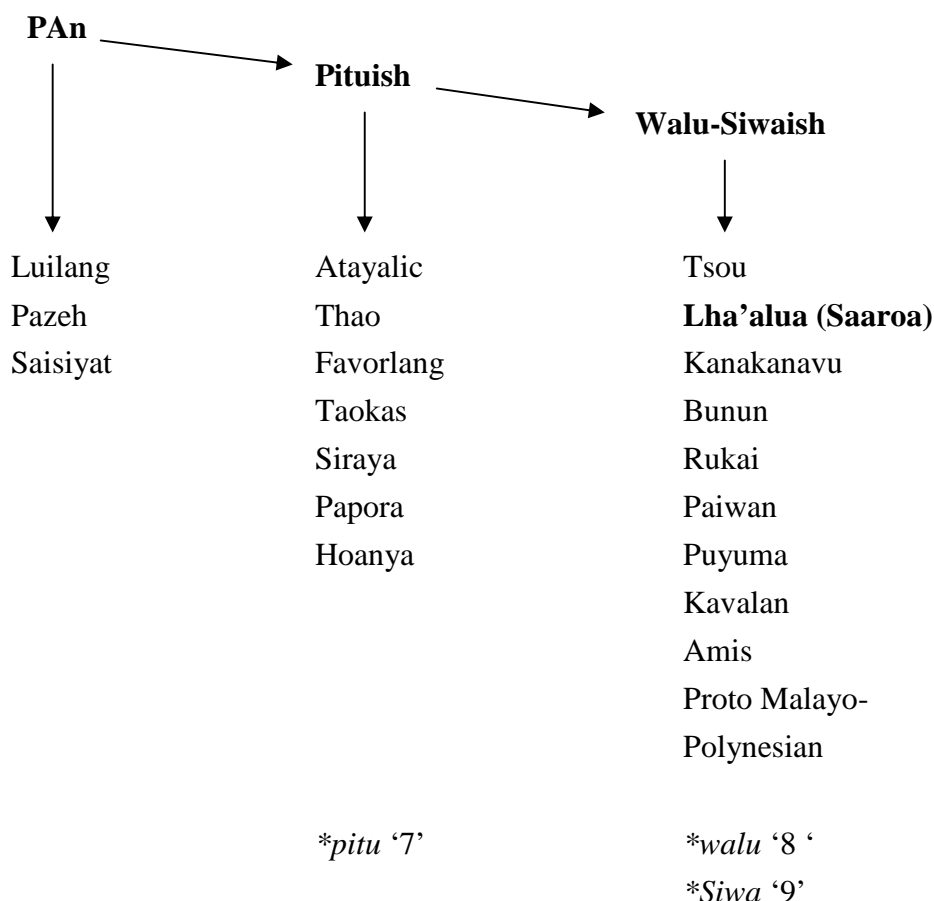 PAn
Pituish
Walu-Siwaish
Luilang Atayalic Tsou
Pazeh Thao Lha’alua (Saaroa)
Saisiyat Favorlang Kanakanavu
Taokas Bunun
Siraya Rukai
Papora Paiwan
Hoanya Puyuma
Kavalan
Amis
Proto Malayo-
Polynesian
*pitu ‘7’ *walu ‘8 ‘
*Siwa ‘9’